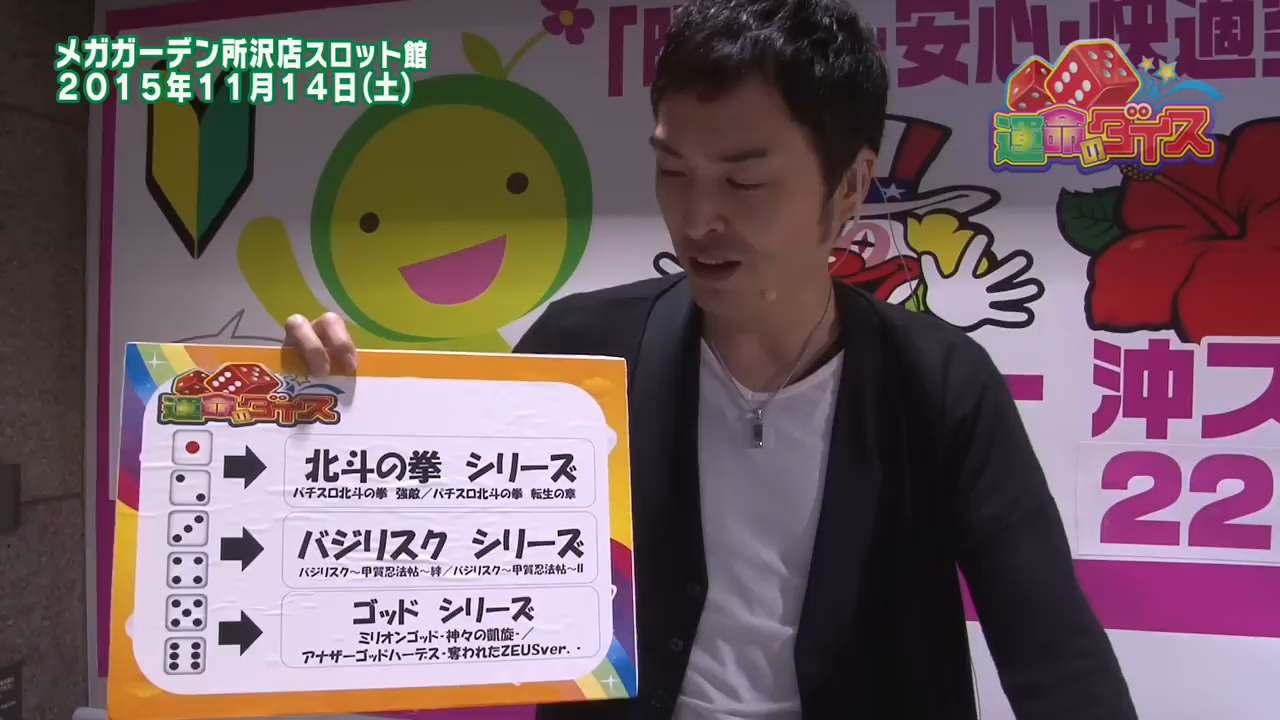 メガガーデン所沢店スロット館
2015年11月14日(土)
運命のダイス
安心・快適
沖ス
22
運命のダイス
北斗の拳 シリーズ
パチスロ北斗の拳 強敵／パチスロ北斗の拳 転生の章
バジリスク シリーズ
バジリスク～甲賀忍法帖～絆／バジリスク～甲賀忍法帖～II
ゴッド シリーズ
ミリオンゴッド-神々の凱旋-／
アナザーゴッドハーデス-奪われたZEUSver.-